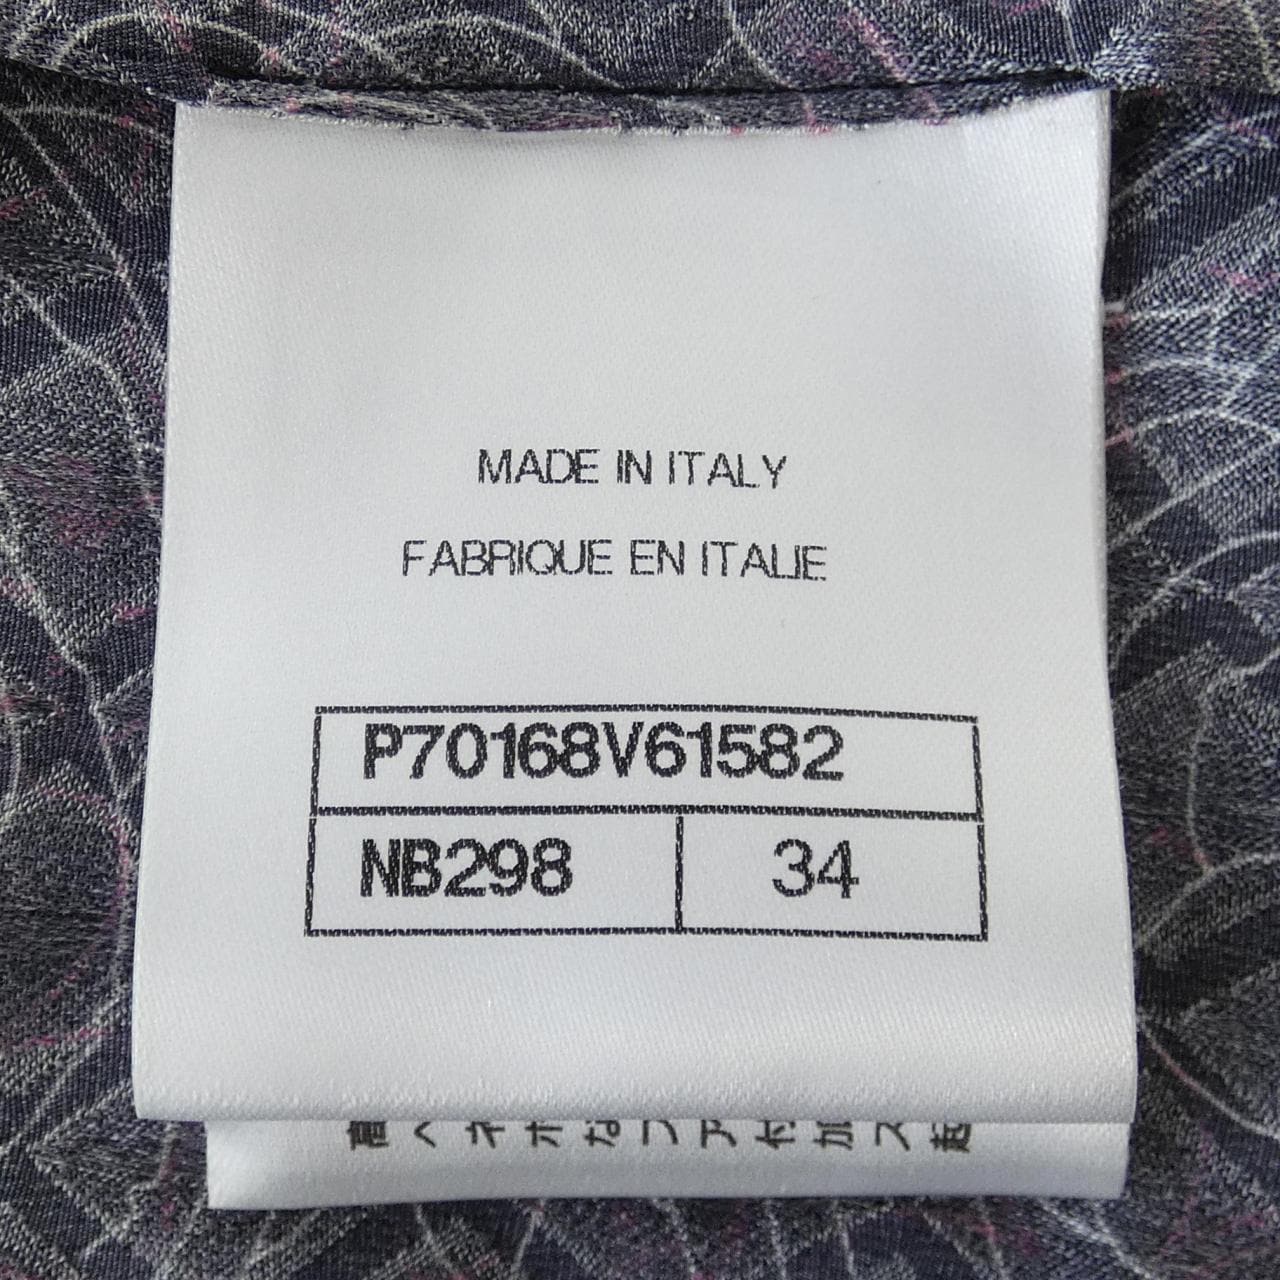 MADE IN ITALY
FABRIQUE EN ITALIE
P70168V61582
NB298 34